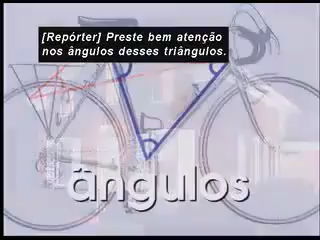 [Repórter] Preste bem atenção
nos ângulos desses triângulos.
ângulos